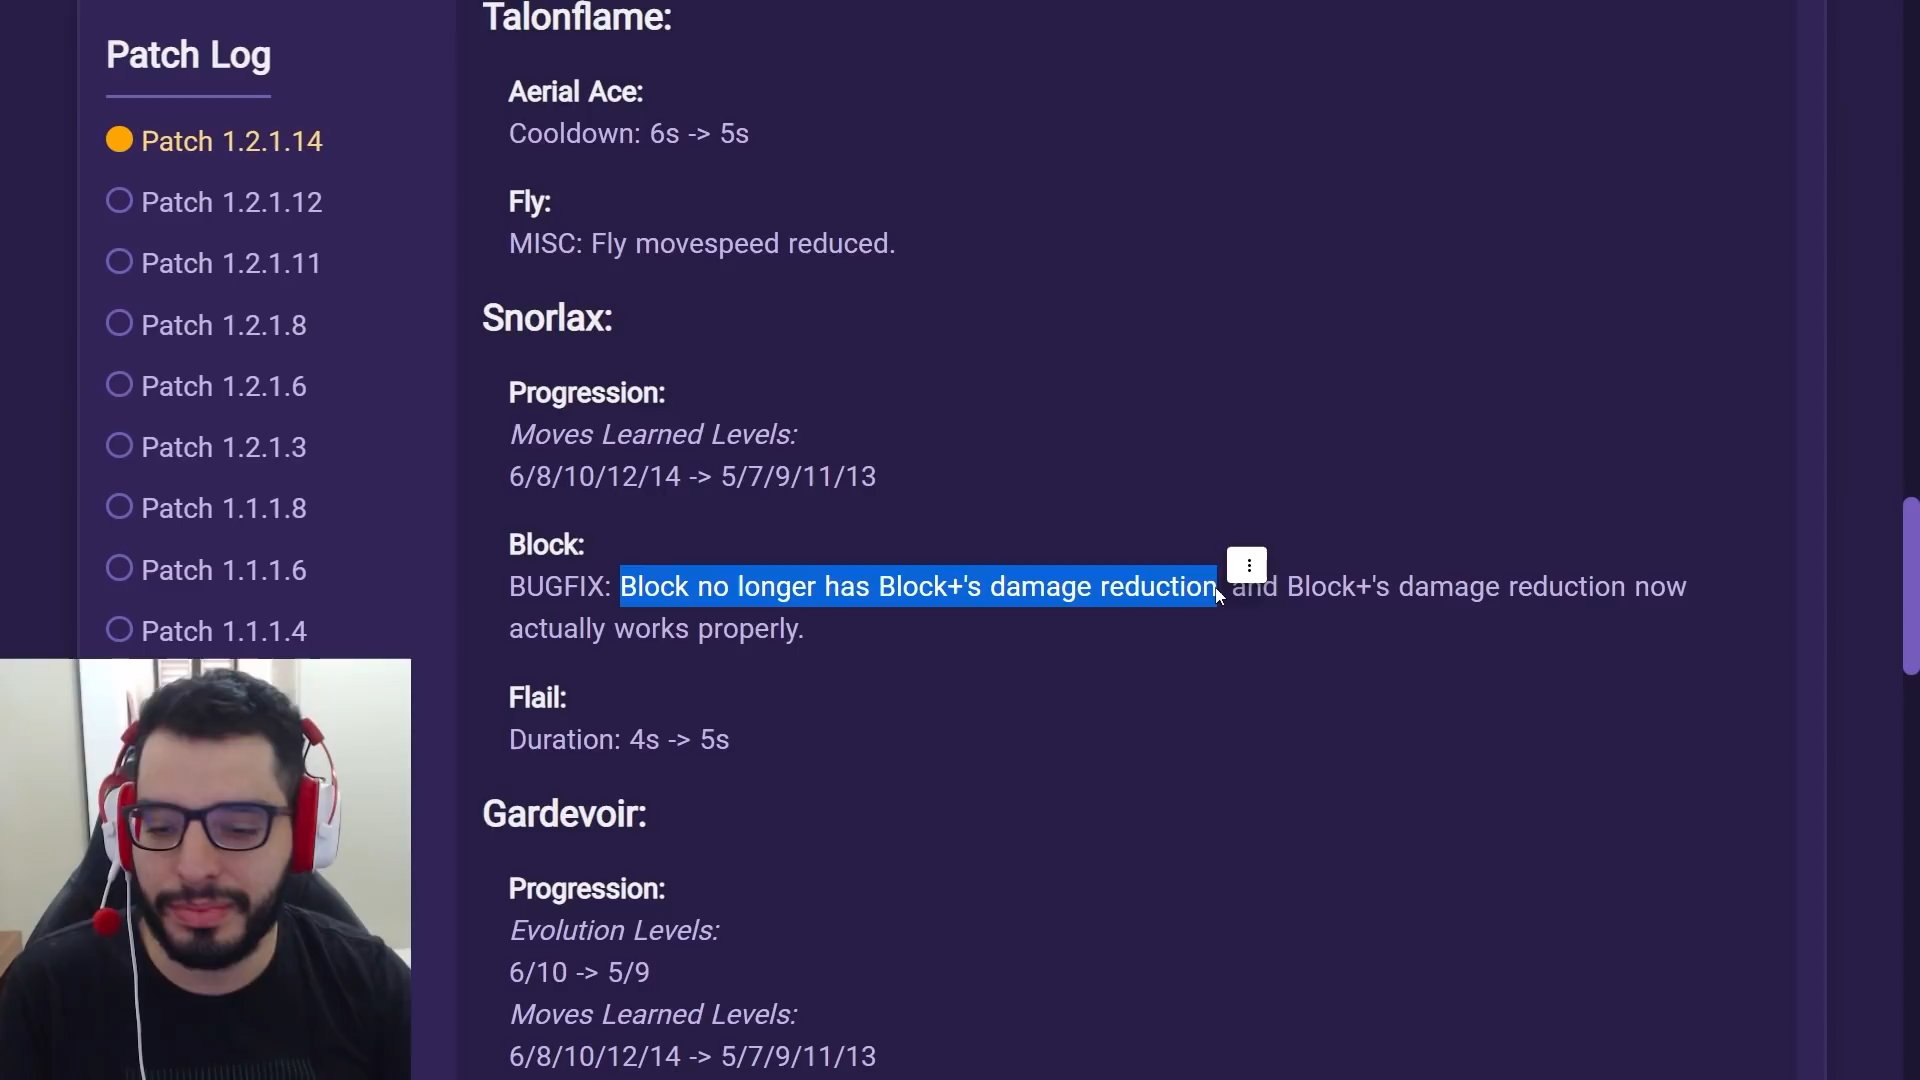 Patch Log
Patch 1.2.1.14
Patch 1.2.1.12
Patch 1.2.1.11
Patch 1.2.1.8
Patch 1.2.1.6
Patch 1.2.1.3
Patch 1.1.1.8
Patch 1.1.1.6
Patch 1.1.1.4
Talonflame:
Aerial Ace:
Cooldown: 6s -> 5s
Fly:
MISC: Fly movespeed reduced.
Snorlax:
Progression:
Moves Learned Levels:
6/8/10/12/14 -> 5/7/9/11/13
Block:
BUGFIX: Block no longer has Block+'s damage reduction and Block+'s damage reduction now
actually works properly.
Flail:
Duration: 4s -> 5s
Gardevoir:
Progression:
Evolution Levels:
6/10 -> 5/9
Moves Learned Levels:
6/8/10/12/14 -> 5/7/9/11/13